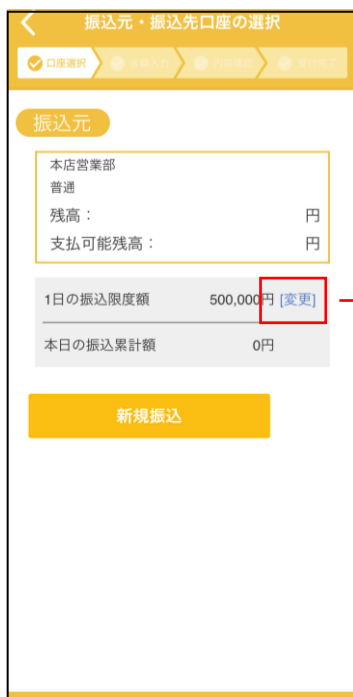 振込元・振込先口座の選択
口座選択
振込元
本店営業部
普通
残高： 円
支払可能残高： 円
1日の振込限度額 500,000円 [変更]
本日の振込累計額 0円
新規振込